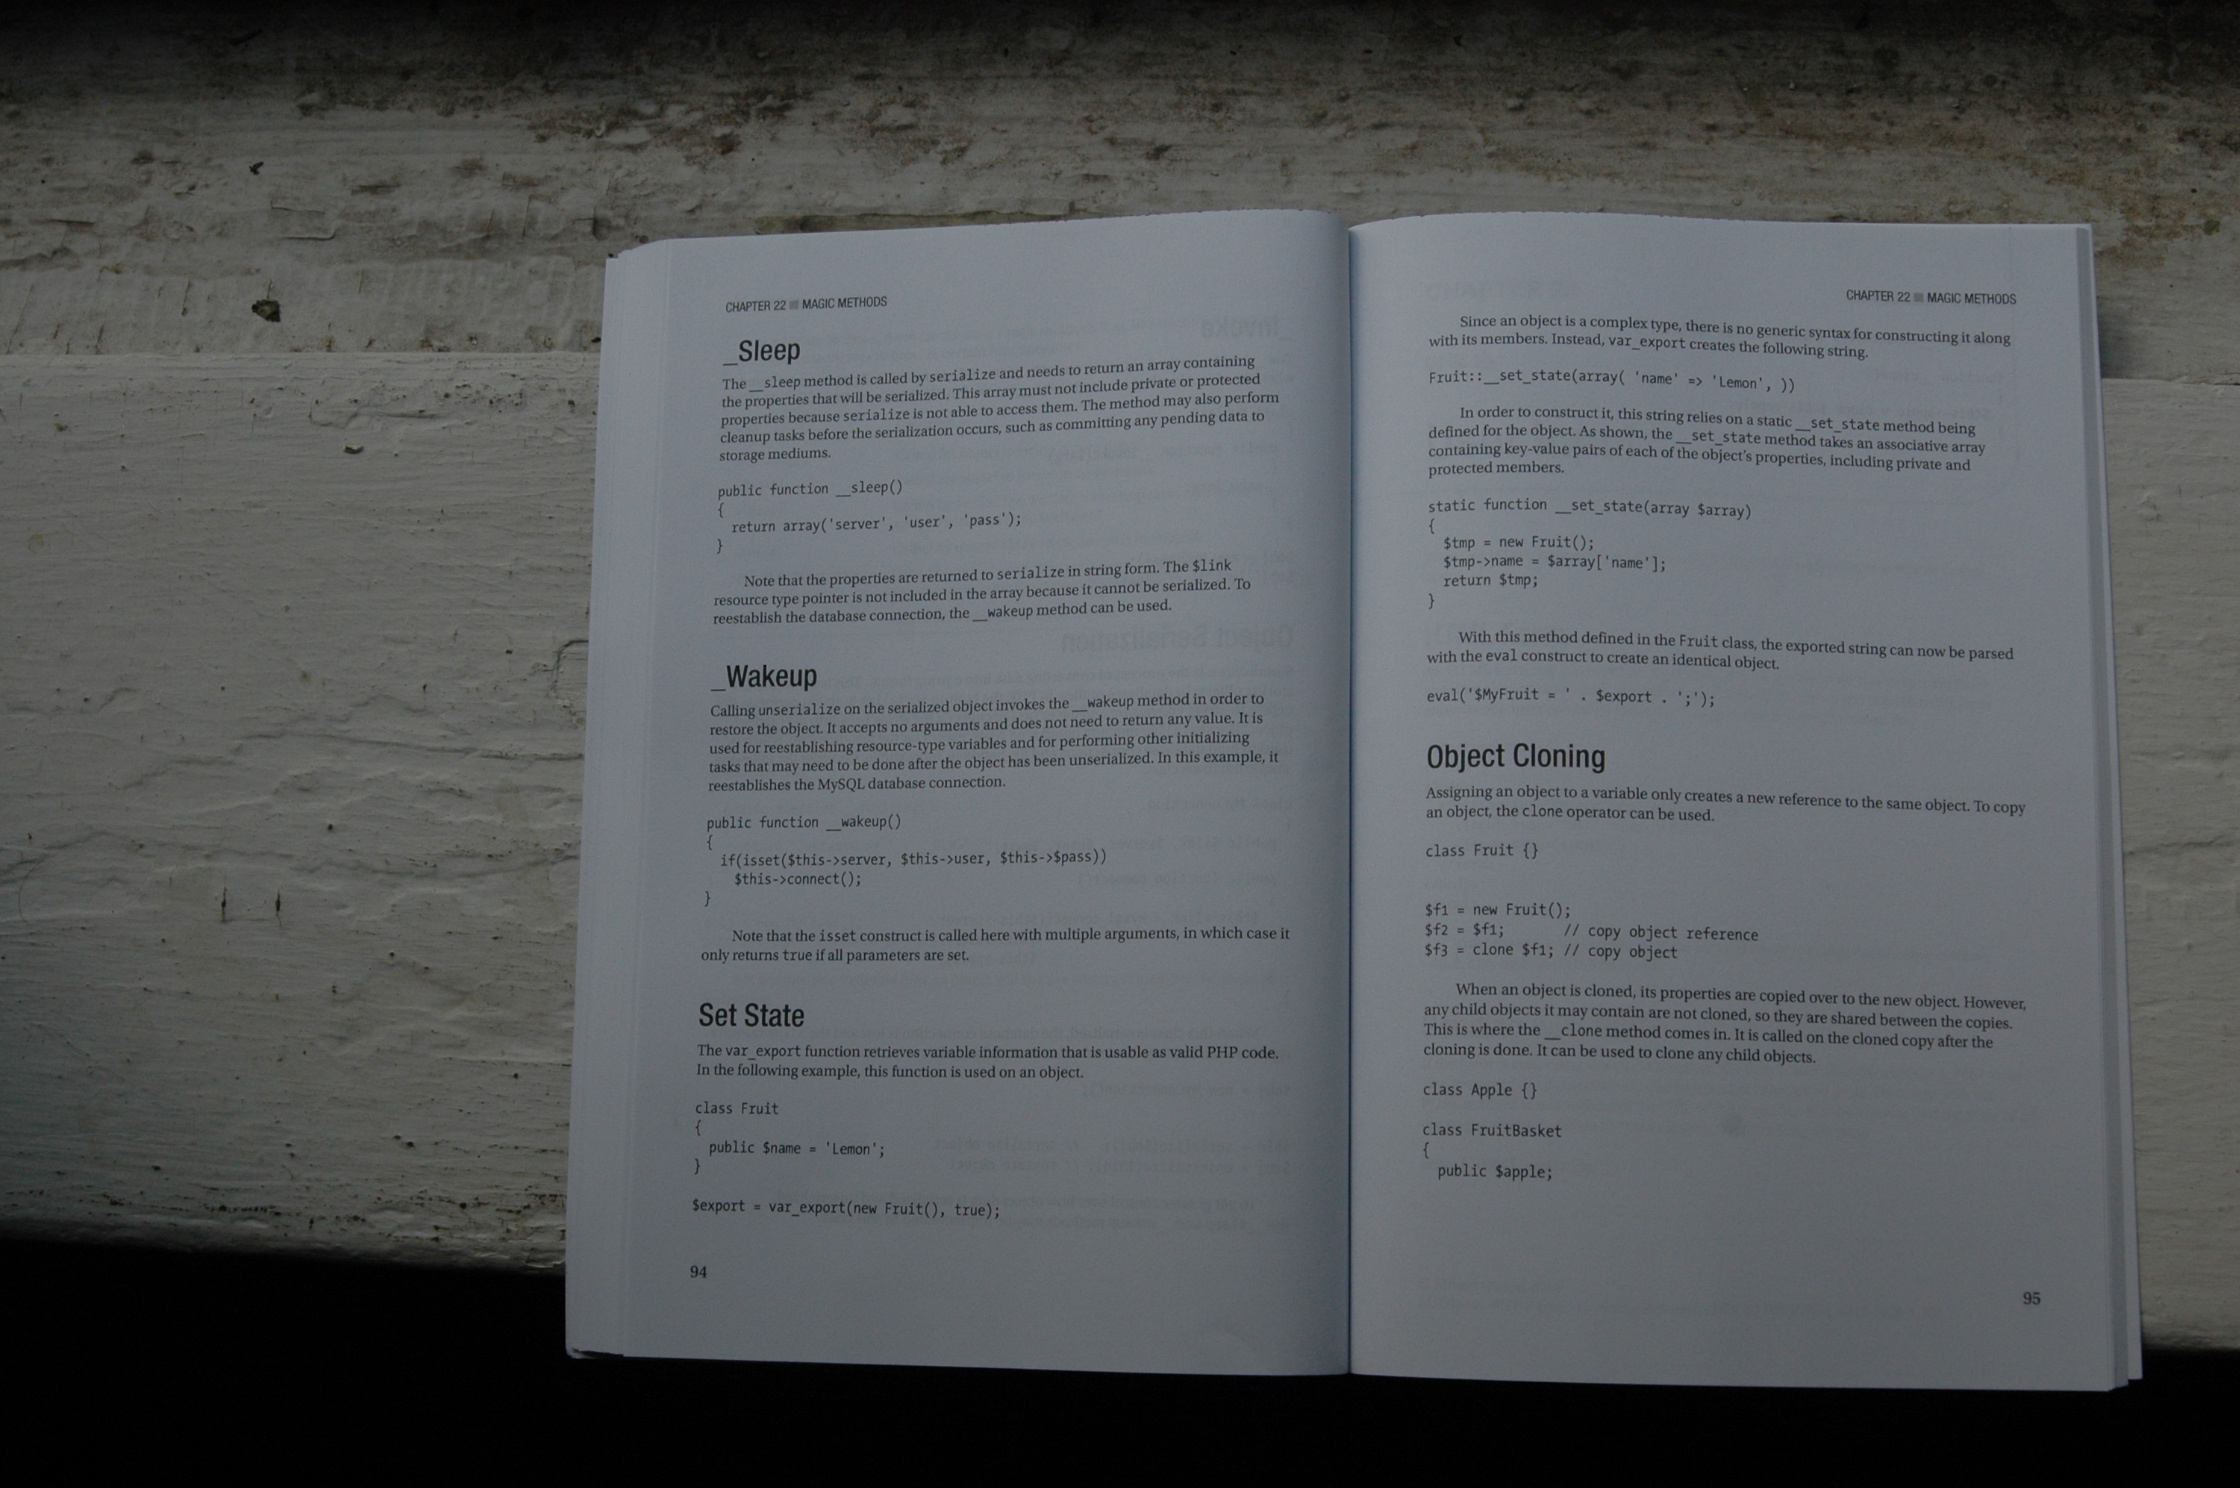 CHAPTER 22 ■ MAGIC METHODS
_Sleep
The __sleep method is called by serialize and needs to return an array containing
the properties that will be serialized. This array must not include private or protected
properties because serialize is not able to access them. The method may also perform
cleanup tasks before the serialization occurs, such as committing any pending data to
storage mediums.
public function __sleep()
{
  return array('server', 'user', 'pass');
}
Note that the properties are returned to serialize in string form. The $link
resource type pointer is not included in the array because it cannot be serialized. To
reestablish the database connection, the __wakeup method can be used.
_Wakeup
Calling unserialize on the serialized object invokes the __wakeup method in order to
restore the object. It accepts no arguments and does not need to return any value. It is
used for reestablishing resource-type variables and for performing other initializing
tasks that may need to be done after the object has been unserialized. In this example, it
reestablishes the MySQL database connection.
public function __wakeup()
{
  if(isset($this->server, $this->user, $this->$pass))
    $this->connect();
}
Note that the isset construct is called here with multiple arguments, in which case it
only returns true if all parameters are set.
Set State
The var_export function retrieves variable information that is usable as valid PHP code.
In the following example, this function is used on an object.
class Fruit
{
  public $name = 'Lemon';
}
$export = var_export(new Fruit(), true);
94
CHAPTER 22 ■ MAGIC METHODS
Since an object is a complex type, there is no generic syntax for constructing it along
with its members. Instead, var_export creates the following string.
Fruit::__set_state(array( 'name' => 'Lemon', ))
In order to construct it, this string relies on a static __set_state method being
defined for the object. As shown, the __set_state method takes an associative array
containing key-value pairs of each of the object's properties, including private and
protected members.
static function __set_state(array $array)
{
  $tmp = new Fruit();
  $tmp->name = $array['name'];
  return $tmp;
}
With this method defined in the Fruit class, the exported string can now be parsed
with the eval construct to create an identical object.
eval('$MyFruit = ' . $export . ';');
Object Cloning
Assigning an object to a variable only creates a new reference to the same object. To copy
an object, the clone operator can be used.
class Fruit {}
$f1 = new Fruit();
$f2 = $f1;       // copy object reference
$f3 = clone $f1; // copy object
When an object is cloned, its properties are copied over to the new object. However,
any child objects it may contain are not cloned, so they are shared between the copies.
This is where the __clone method comes in. It is called on the cloned copy after the
cloning is done. It can be used to clone any child objects.
class Apple {}
class FruitBasket
{
  public $apple;
95